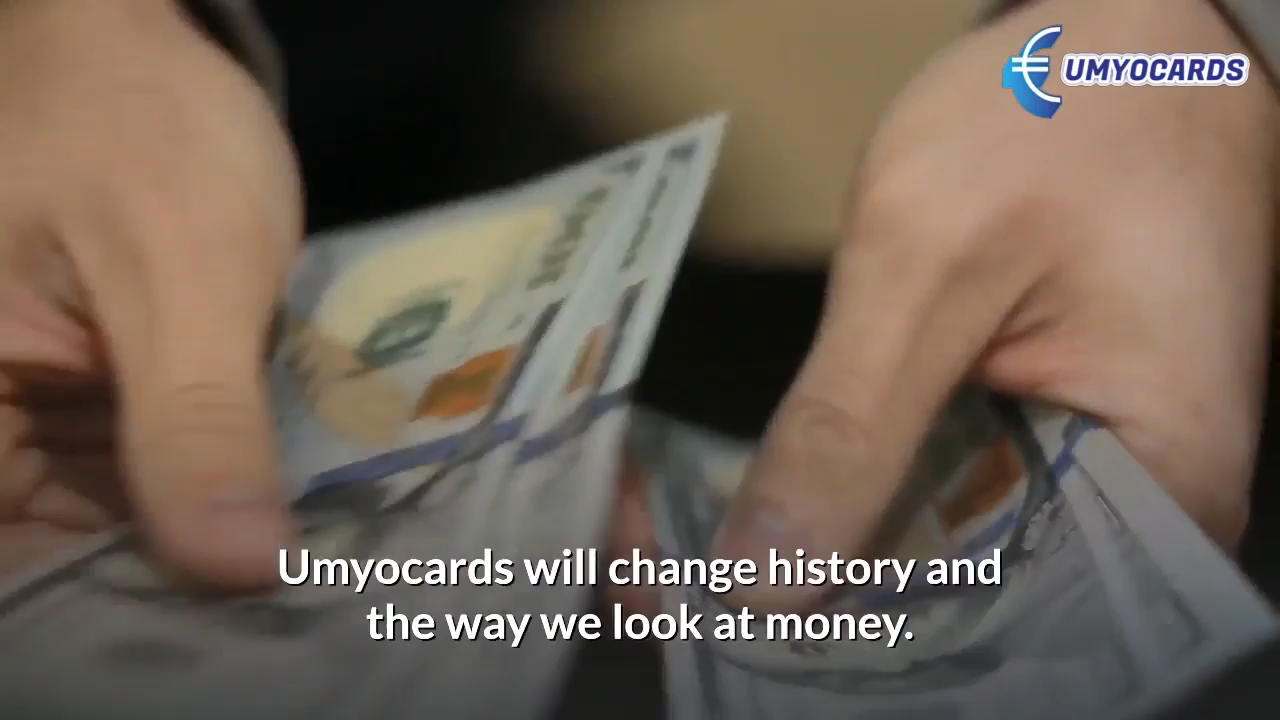 € UMYOCARDS
Umyocards will change history and
the way we look at money.